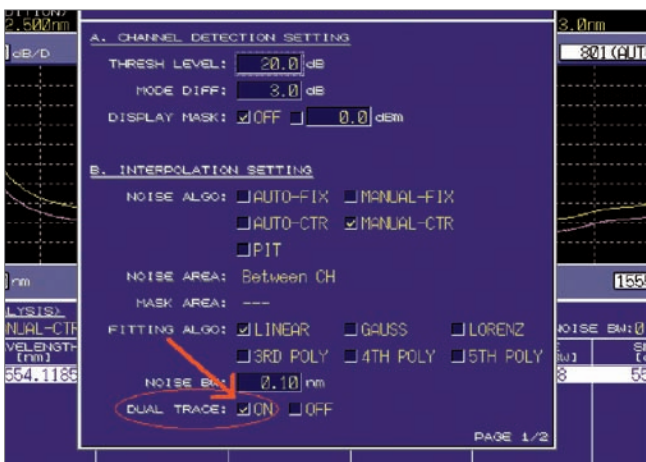 2.500nm
3.0nm
dB/D
801(AUT
A. CHANNEL DETECTION SETTING
THRESH LEVEL: 20.0 dB
MODE DIFF: 3.0 dB
DISPLAY MASK: OFF 0.0 dBm
B. INTERPOLATION SETTING
NOISE ALGO: AUTO-FIX MANUAL-FIX
AUTO-CTR MANUAL-CTR
PIT
NOISE AREA: Between CH
MASK AREA: ---
FITTING ALGO: LINEAR GAUSS LORENZ
3RD POLY 4TH POLY 5TH POLY
NOISE BW: 0.10 nm
DUAL TRACE: ON OFF
PAGE 1/2
nm
155
LYSIS>
NUAL-CTR
OISE BW:0
VELENGTH
[nm]
554.1185